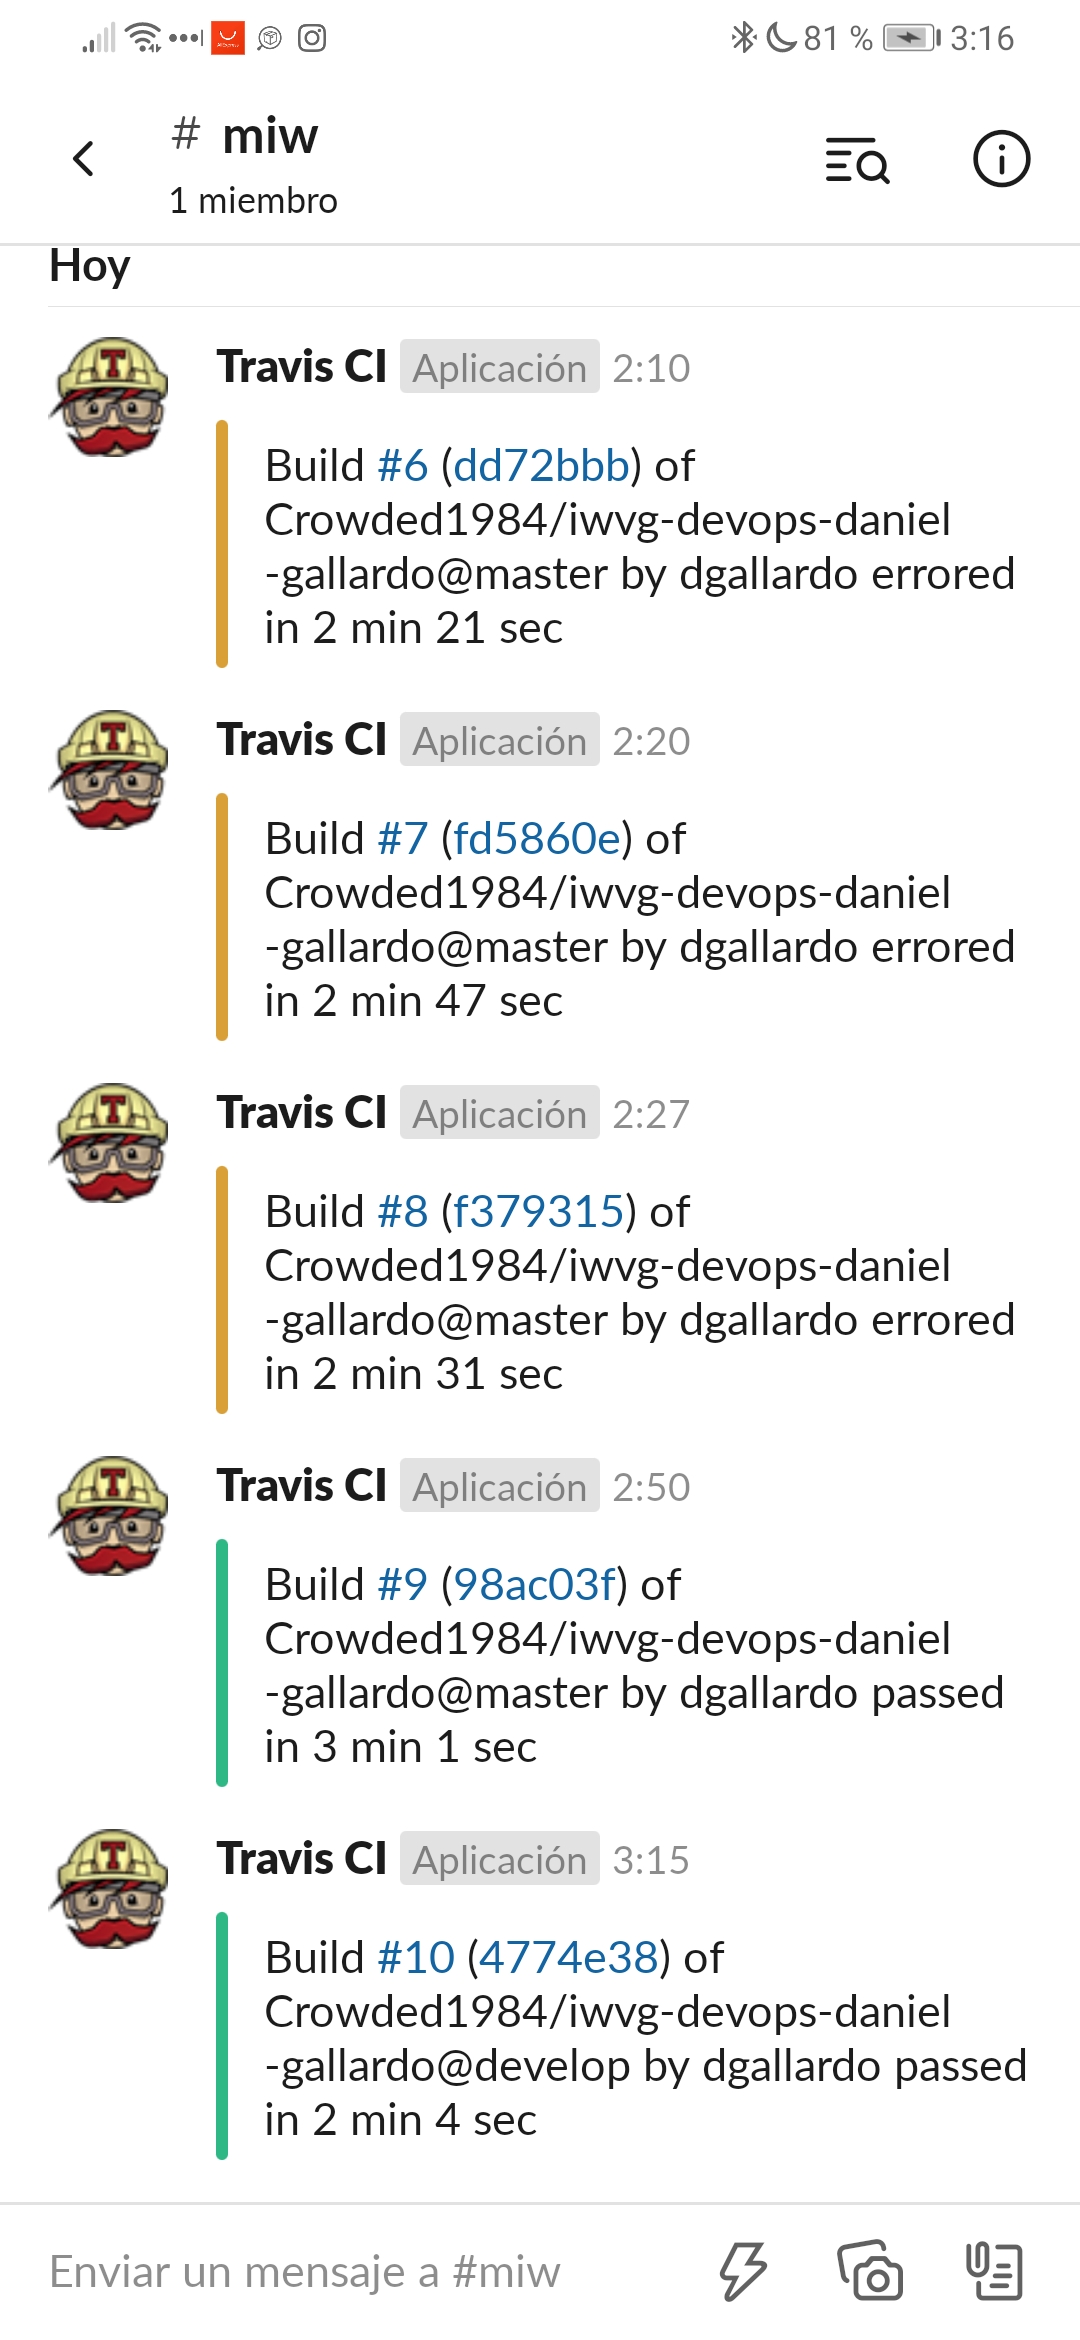 81 % 3:16
# miw
1 miembro
Hoy
Travis CI Aplicación 2:10
Build #6 (dd72bbb) of
Crowded1984/iwvg-devops-daniel
-gallardo@master by dgallardo errored
in 2 min 21 sec
Travis CI Aplicación 2:20
Build #7 (fd5860e) of
Crowded1984/iwvg-devops-daniel
-gallardo@master by dgallardo errored
in 2 min 47 sec
Travis CI Aplicación 2:27
Build #8 (f379315) of
Crowded1984/iwvg-devops-daniel
-gallardo@master by dgallardo errored
in 2 min 31 sec
Travis CI Aplicación 2:50
Build #9 (98ac03f) of
Crowded1984/iwvg-devops-daniel
-gallardo@master by dgallardo passed
in 3 min 1 sec
Travis CI Aplicación 3:15
Build #10 (4774e38) of
Crowded1984/iwvg-devops-daniel
-gallardo@develop by dgallardo passed
in 2 min 4 sec
Enviar un mensaje a #miw